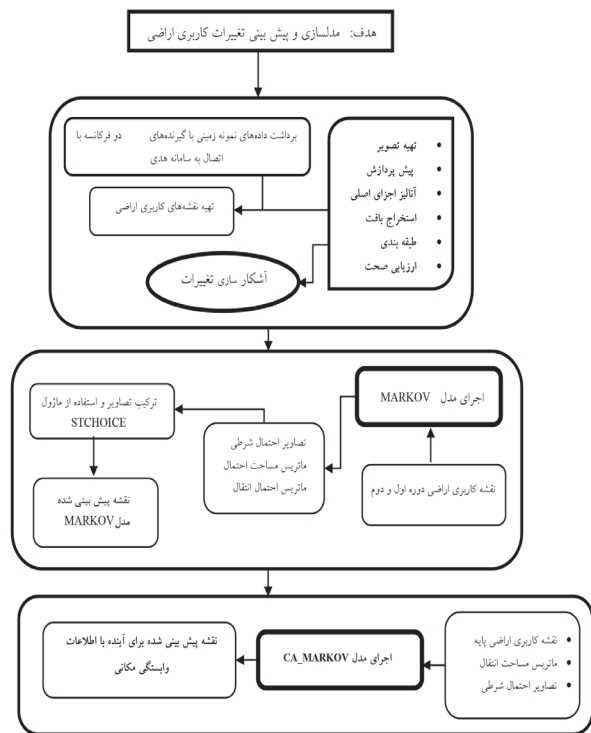 هدف: مدلسازی و پیش بینی تغییرات کاربری اراضی
برداشت داده‌های نمونه زمینی با گیرنده‌های دو فرکانسه با
اتصال به سامانه هدی
تهیه نقشه‌های کاربری اراضی
آشکار سازی تغییرات
• تهیه تصویر
• پیش پردازش
• آنالیز اجزای اصلی
• استخراج بافت
• طبقه بندی
• ارزیابی صحت
اجرای مدل MARKOV
نقشه کاربری اراضی دوره اول و دوم
تصاویر احتمال شرطی
ماتریس مساحت احتمال
ماتریس احتمال انتقال
ترکیب تصاویر و استفاده از ماژول
STCHOICE
نقشه پیش بینی شده
مدل MARKOV
• نقشه کاربری اراضی پایه
• ماتریس مساحت انتقال
• تصاویر احتمال شرطی
اجرای مدل CA_MARKOV
نقشه پیش بینی شده برای آینده با اطلاعات
وابستگی مکانی